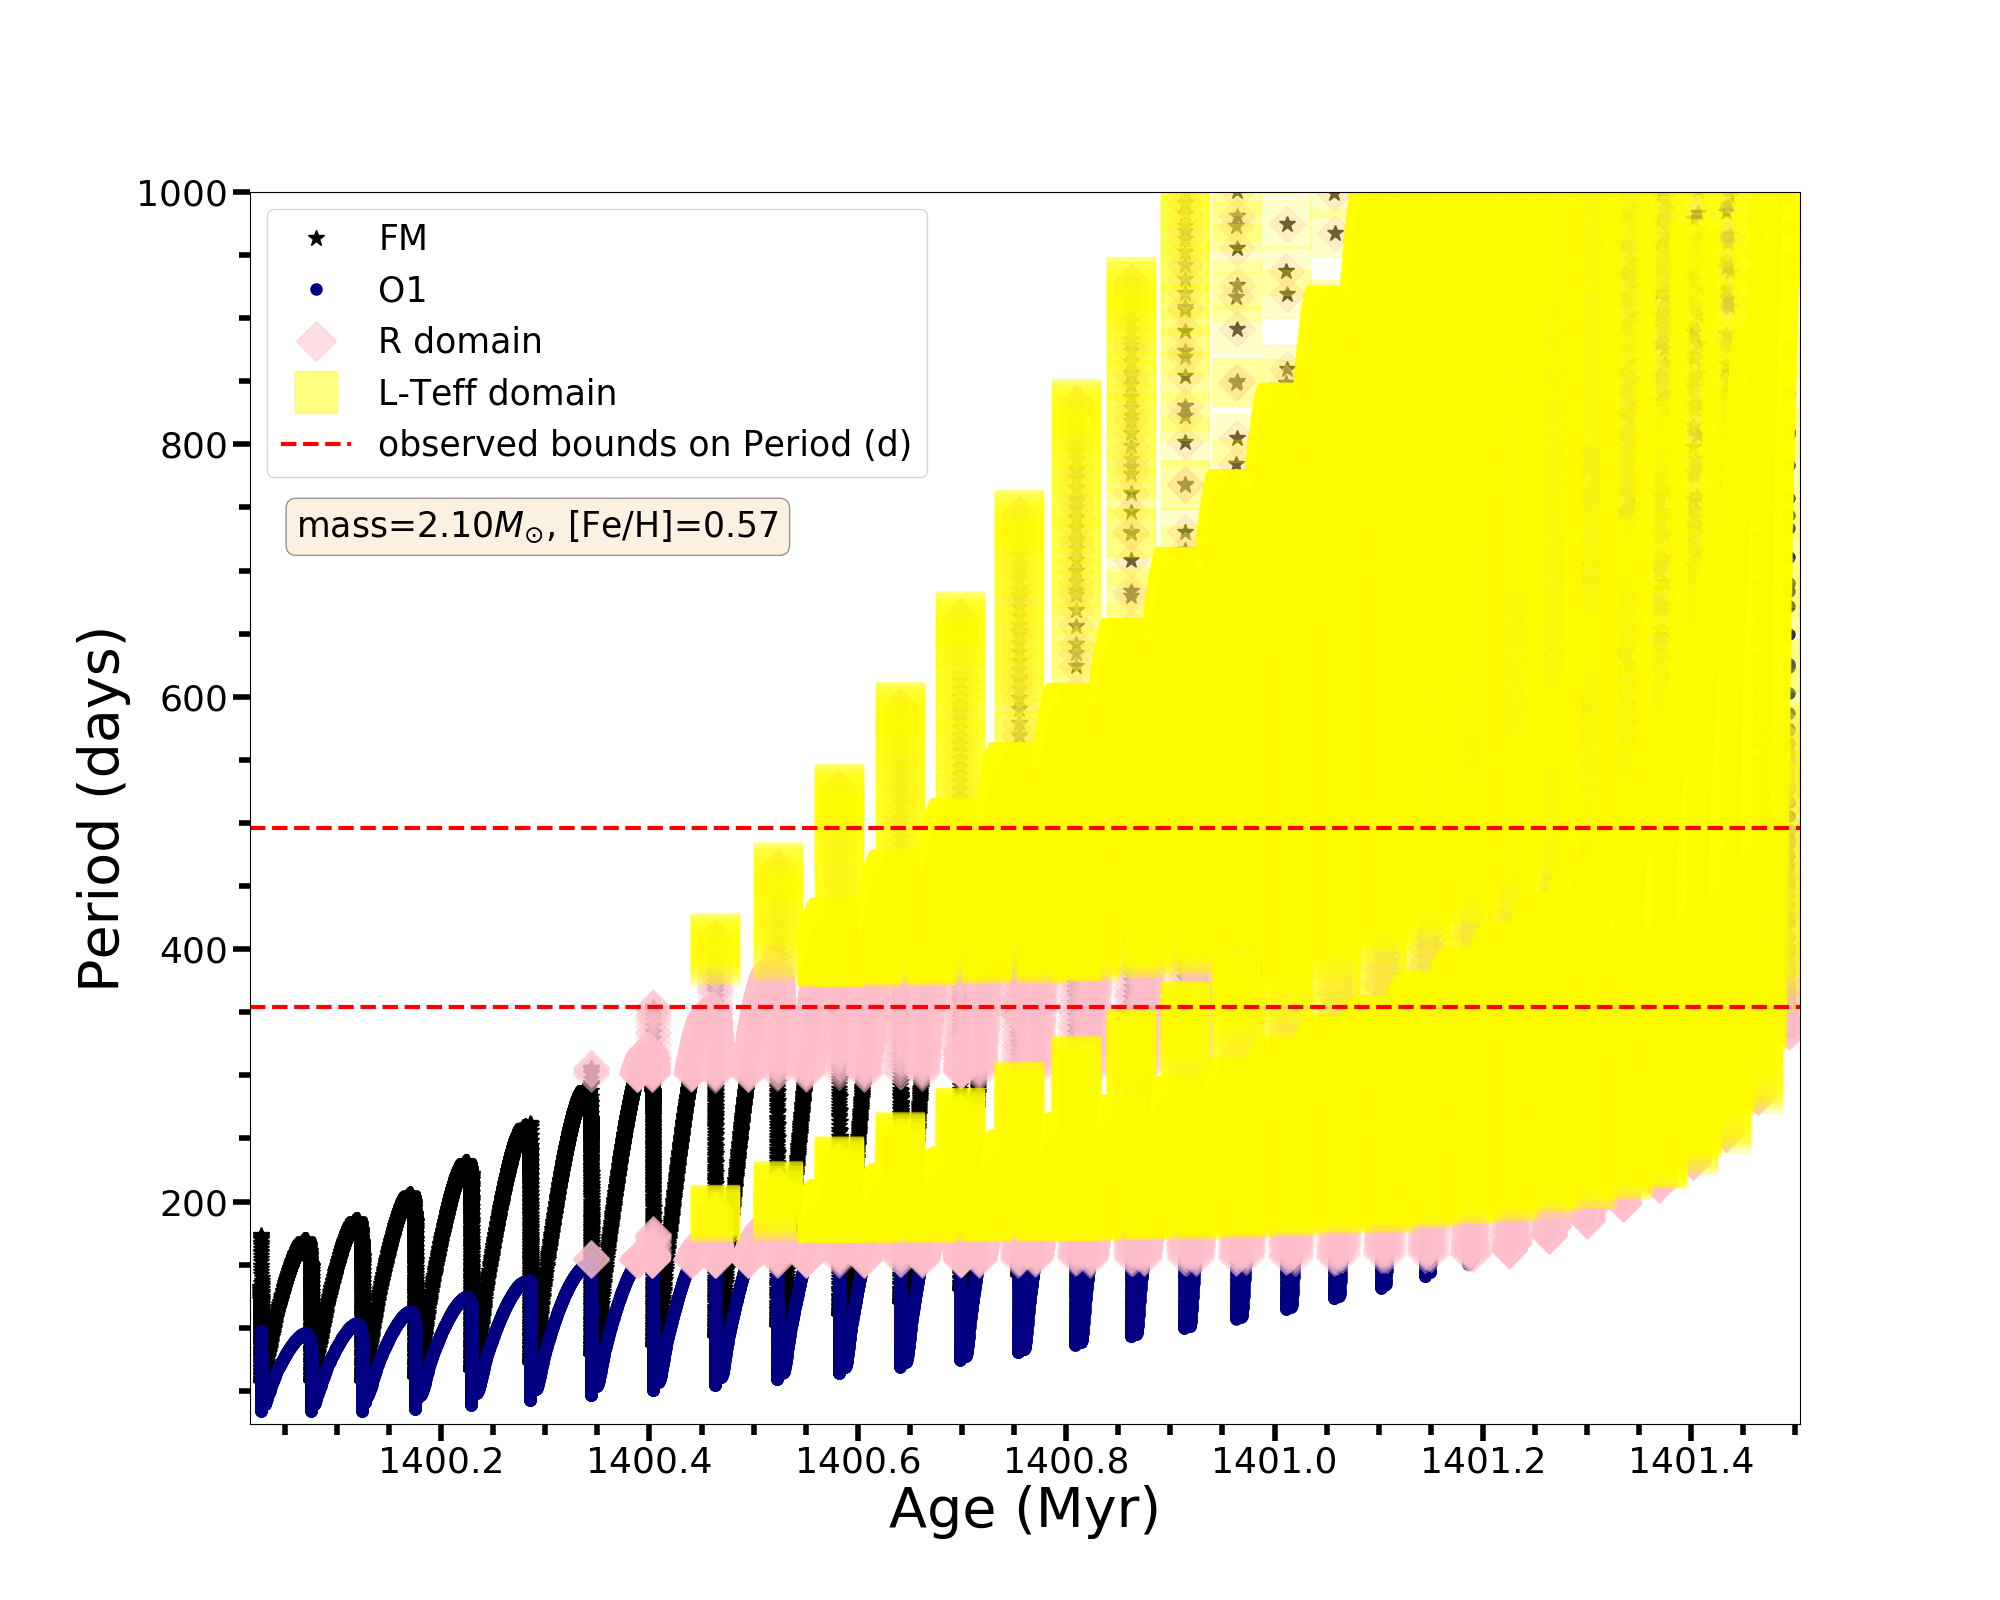 1000
800
600
400
200
Period (days)
FM
O1
R domain
L-Teff domain
observed bounds on Period (d)
mass=2.10M⊙, [Fe/H]=0.57
1400.2 1400.4 1400.6 1400.8 1401.0 1401.2 1401.4
Age (Myr)